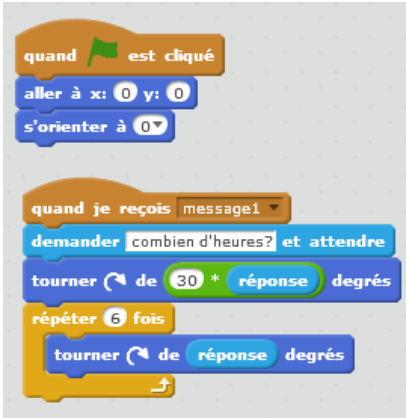 quand est cliqué
aller à x: 0 y: 0
s'orienter à 0
quand je reçois message1
demander combien d'heures? et attendre
tourner de 30 * réponse degrés
répéter 6 fois
tourner de réponse degrés